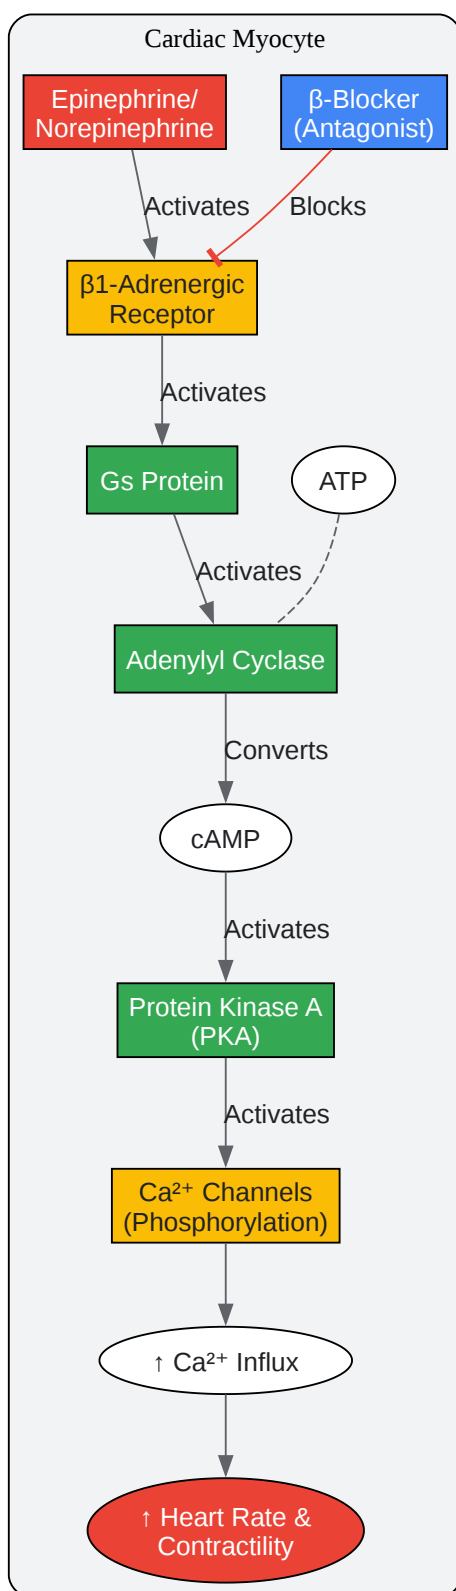 Cardiac Myocyte
Epinephrine/
Norepinephrine
β-Blocker
(Antagonist)
Activates
Blocks
β1-Adrenergic
Receptor
Activates
Gs Protein
ATP
Activates
Adenylyl Cyclase
Converts
cAMP
Activates
Protein Kinase A
(PKA)
Activates
Ca²⁺ Channels
(Phosphorylation)
↑ Ca²⁺ Influx
↑ Heart Rate &
Contractility